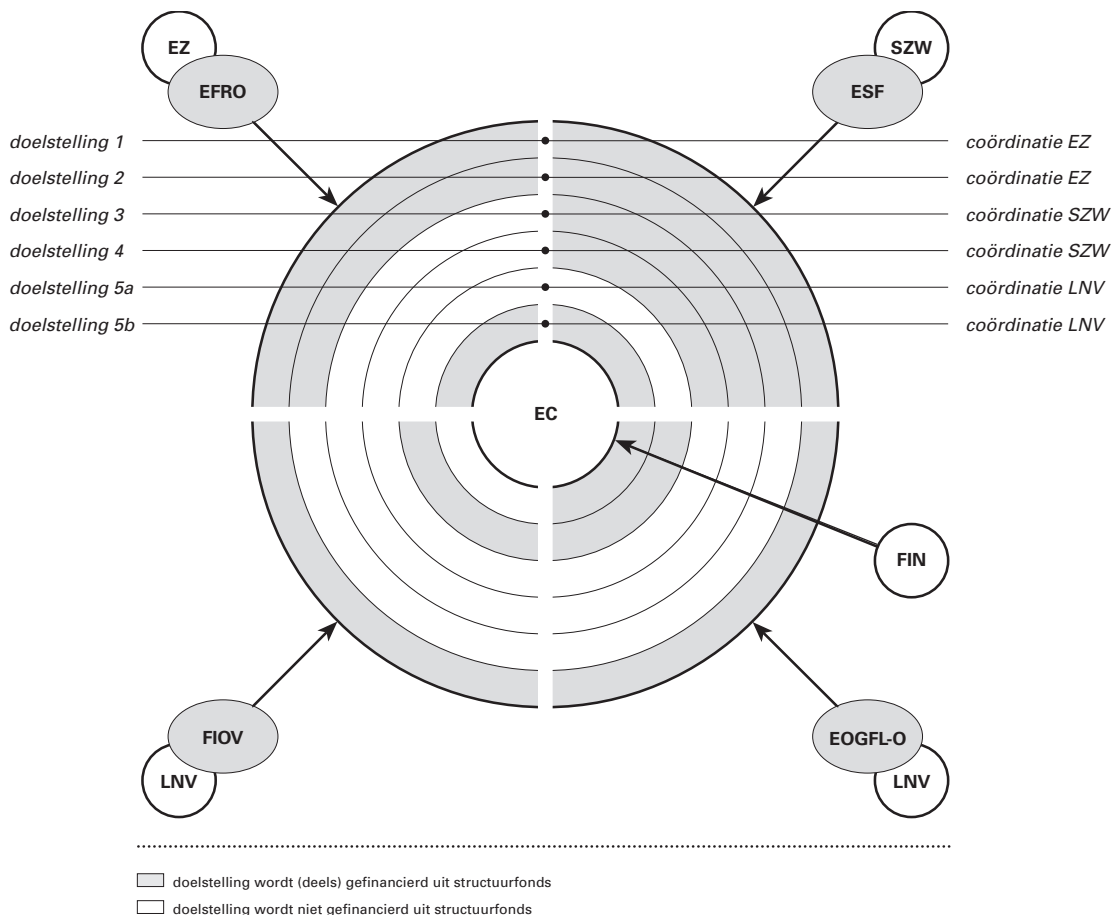 EZ
SZW
EFRO
ESF
doelstelling 1
coördinatie EZ
doelstelling 2
coördinatie EZ
doelstelling 3
coördinatie SZW
doelstelling 4
coördinatie SZW
doelstelling 5a
coördinatie LNV
doelstelling 5b
coördinatie LNV
EC
FIN
FIOV
EOGFL-O
LNV
LNV
doelstelling wordt (deels) gefinancierd uit structuurfonds
doelstelling wordt niet gefinancierd uit structuurfonds